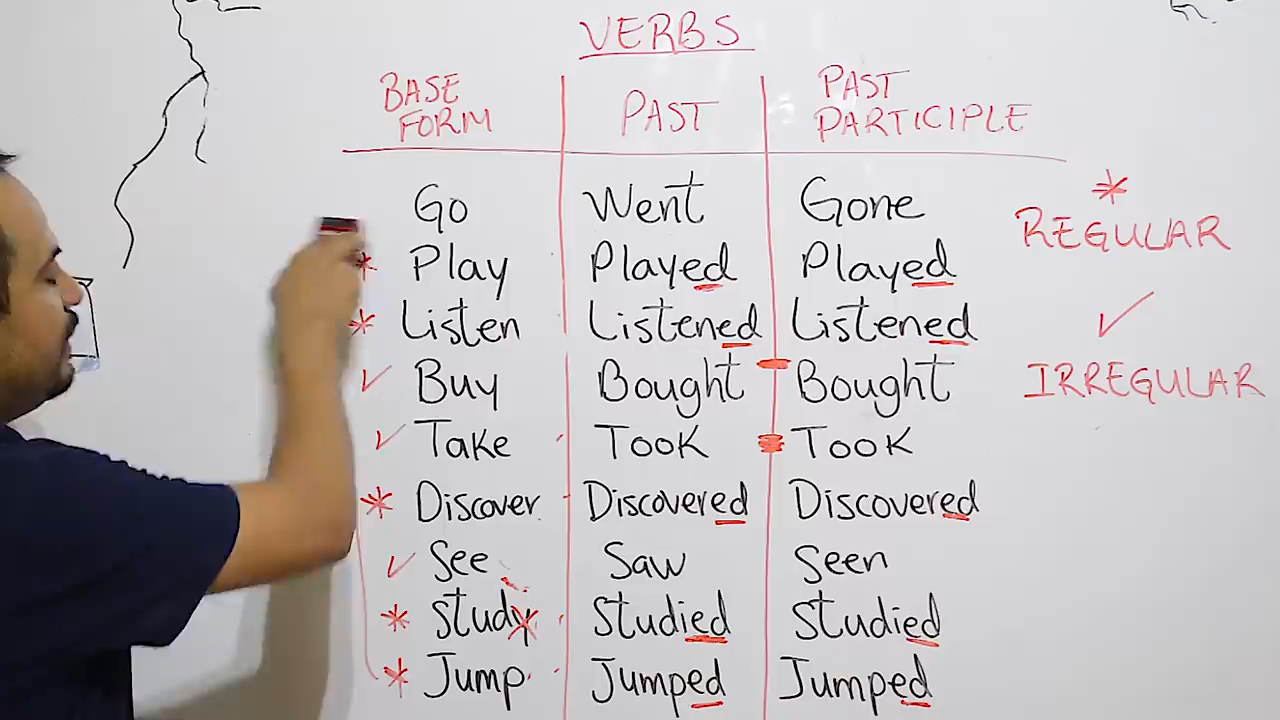 VERBS
BASE FORM PAST PAST PARTICIPLE
Go Went Gone
* Play Played Played
* Listen Listened Listened
✓ Buy Bought Bought
✓ Take Took Took
* Discover Discovered Discovered
✓ See Saw Seen
* Study Studied Studied
* Jump Jumped Jumped
*
REGULAR
✓
IRREGULAR